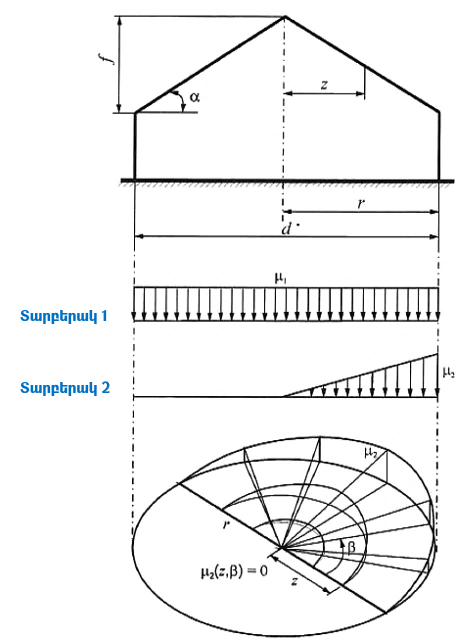 f
α
z
r
d
μ₁
Տարբերակ 1
Տարբերակ 2
μ₂
μ₂
r
β
μ₂(z,β) = 0
z